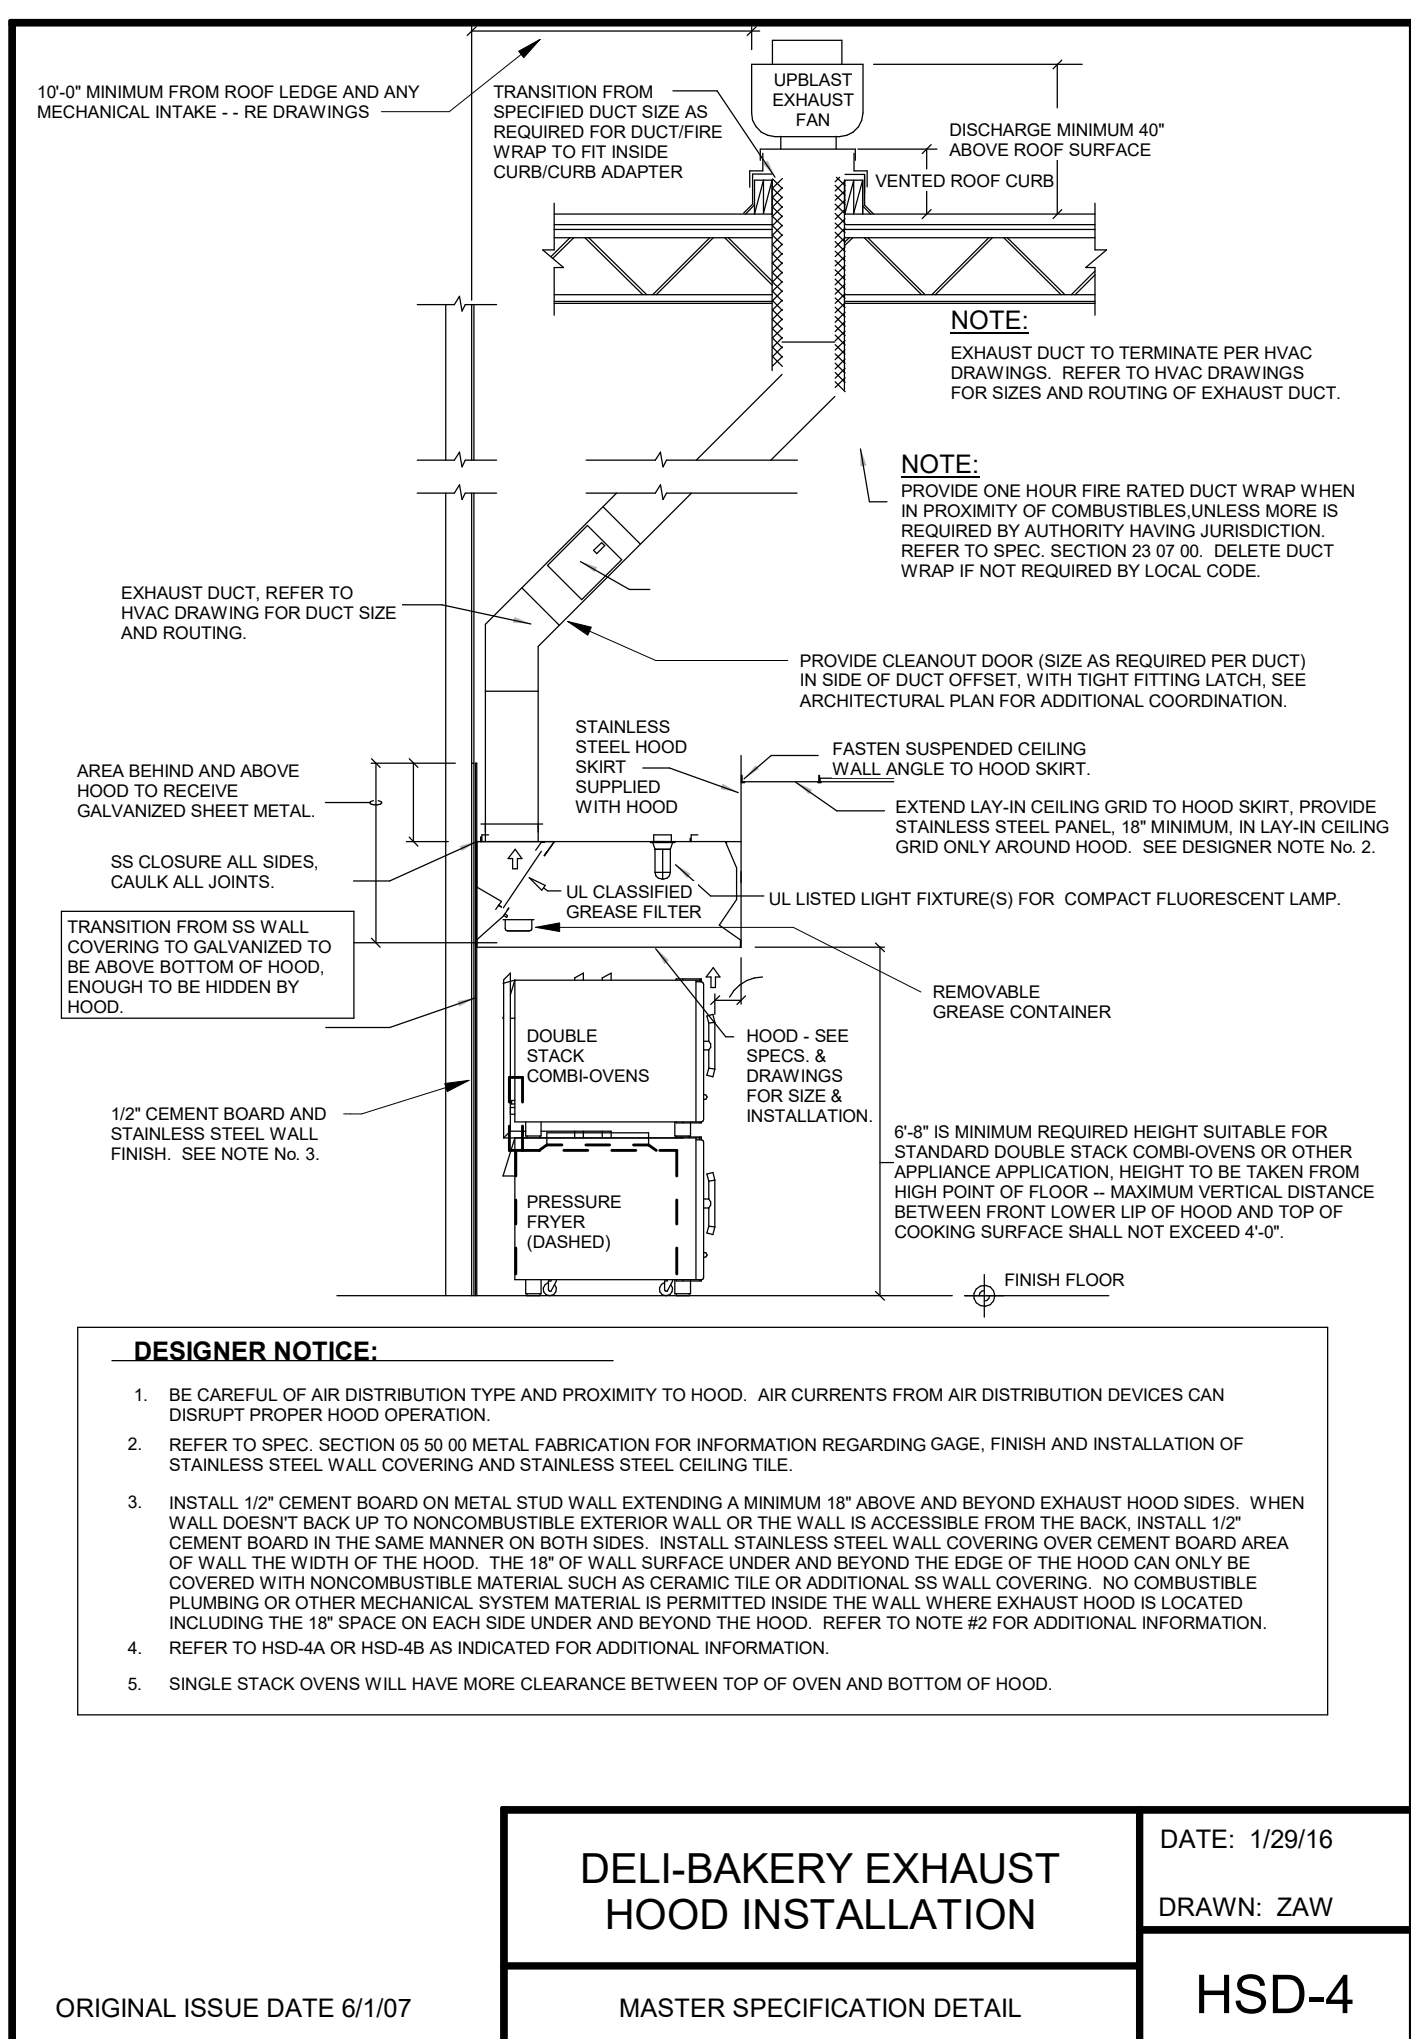 10'-0" MINIMUM FROM ROOF LEDGE AND ANY
MECHANICAL INTAKE - - RE DRAWINGS
TRANSITION FROM
SPECIFIED DUCT SIZE AS
REQUIRED FOR DUCT/FIRE
WRAP TO FIT INSIDE
CURB/CURB ADAPTER
UPBLAST
EXHAUST
FAN
DISCHARGE MINIMUM 40"
ABOVE ROOF SURFACE
VENTED ROOF CURB
NOTE:
EXHAUST DUCT TO TERMINATE PER HVAC
DRAWINGS. REFER TO HVAC DRAWINGS
FOR SIZES AND ROUTING OF EXHAUST DUCT.
NOTE:
PROVIDE ONE HOUR FIRE RATED DUCT WRAP WHEN
IN PROXIMITY OF COMBUSTIBLES,UNLESS MORE IS
REQUIRED BY AUTHORITY HAVING JURISDICTION.
REFER TO SPEC. SECTION 23 07 00. DELETE DUCT
WRAP IF NOT REQUIRED BY LOCAL CODE.
EXHAUST DUCT, REFER TO
HVAC DRAWING FOR DUCT SIZE
AND ROUTING.
PROVIDE CLEANOUT DOOR (SIZE AS REQUIRED PER DUCT)
IN SIDE OF DUCT OFFSET, WITH TIGHT FITTING LATCH, SEE
ARCHITECTURAL PLAN FOR ADDITIONAL COORDINATION.
STAINLESS
STEEL HOOD
SKIRT
SUPPLIED
WITH HOOD
FASTEN SUSPENDED CEILING
WALL ANGLE TO HOOD SKIRT.
AREA BEHIND AND ABOVE
HOOD TO RECEIVE
GALVANIZED SHEET METAL.
EXTEND LAY-IN CEILING GRID TO HOOD SKIRT, PROVIDE
STAINLESS STEEL PANEL, 18" MINIMUM, IN LAY-IN CEILING
GRID ONLY AROUND HOOD. SEE DESIGNER NOTE No. 2.
SS CLOSURE ALL SIDES,
CAULK ALL JOINTS.
UL CLASSIFIED
GREASE FILTER
UL LISTED LIGHT FIXTURE(S) FOR COMPACT FLUORESCENT LAMP.
TRANSITION FROM SS WALL
COVERING TO GALVANIZED TO
BE ABOVE BOTTOM OF HOOD,
ENOUGH TO BE HIDDEN BY
HOOD.
REMOVABLE
GREASE CONTAINER
DOUBLE
STACK
COMBI-OVENS
HOOD - SEE
SPECS. &
DRAWINGS
FOR SIZE &
INSTALLATION.
1/2" CEMENT BOARD AND
STAINLESS STEEL WALL
FINISH. SEE NOTE No. 3.
6'-8" IS MINIMUM REQUIRED HEIGHT SUITABLE FOR
STANDARD DOUBLE STACK COMBI-OVENS OR OTHER
APPLIANCE APPLICATION, HEIGHT TO BE TAKEN FROM
HIGH POINT OF FLOOR -- MAXIMUM VERTICAL DISTANCE
BETWEEN FRONT LOWER LIP OF HOOD AND TOP OF
COOKING SURFACE SHALL NOT EXCEED 4'-0".
PRESSURE
FRYER
(DASHED)
FINISH FLOOR
DESIGNER NOTICE:
1. BE CAREFUL OF AIR DISTRIBUTION TYPE AND PROXIMITY TO HOOD. AIR CURRENTS FROM AIR DISTRIBUTION DEVICES CAN
DISRUPT PROPER HOOD OPERATION.
2. REFER TO SPEC. SECTION 05 50 00 METAL FABRICATION FOR INFORMATION REGARDING GAGE, FINISH AND INSTALLATION OF
STAINLESS STEEL WALL COVERING AND STAINLESS STEEL CEILING TILE.
3. INSTALL 1/2" CEMENT BOARD ON METAL STUD WALL EXTENDING A MINIMUM 18" ABOVE AND BEYOND EXHAUST HOOD SIDES. WHEN
WALL DOESN'T BACK UP TO NONCOMBUSTIBLE EXTERIOR WALL OR THE WALL IS ACCESSIBLE FROM THE BACK, INSTALL 1/2"
CEMENT BOARD IN THE SAME MANNER ON BOTH SIDES. INSTALL STAINLESS STEEL WALL COVERING OVER CEMENT BOARD AREA
OF WALL THE WIDTH OF THE HOOD. THE 18" OF WALL SURFACE UNDER AND BEYOND THE EDGE OF THE HOOD CAN ONLY BE
COVERED WITH NONCOMBUSTIBLE MATERIAL SUCH AS CERAMIC TILE OR ADDITIONAL SS WALL COVERING. NO COMBUSTIBLE
PLUMBING OR OTHER MECHANICAL SYSTEM MATERIAL IS PERMITTED INSIDE THE WALL WHERE EXHAUST HOOD IS LOCATED
INCLUDING THE 18" SPACE ON EACH SIDE UNDER AND BEYOND THE HOOD. REFER TO NOTE #2 FOR ADDITIONAL INFORMATION.
4. REFER TO HSD-4A OR HSD-4B AS INDICATED FOR ADDITIONAL INFORMATION.
5. SINGLE STACK OVENS WILL HAVE MORE CLEARANCE BETWEEN TOP OF OVEN AND BOTTOM OF HOOD.
DELI-BAKERY EXHAUST
HOOD INSTALLATION
DATE: 1/29/16
DRAWN: ZAW
ORIGINAL ISSUE DATE 6/1/07
MASTER SPECIFICATION DETAIL
HSD-4